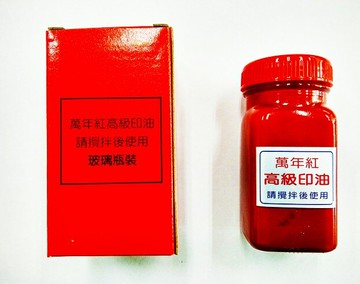 萬年紅高級印油
請攪拌後使用
玻璃瓶裝
萬年紅
高級印油
請攪拌後使用